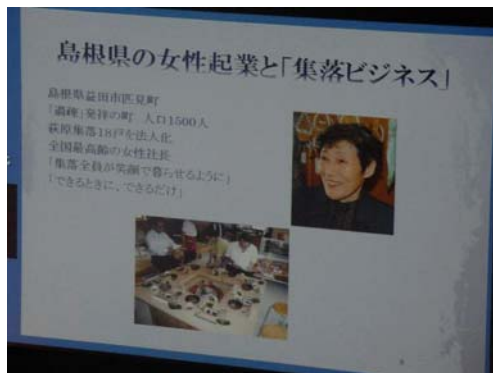 島根県の女性起業と「集落ビジネス」
島根県益田市匹見町
「過疎」発祥の町　人口1500人
萩原集落18戸を法人化
全国最高齢の女性社長
「集落全員が笑顔で暮らせるように」
「できるときに、できるだけ」